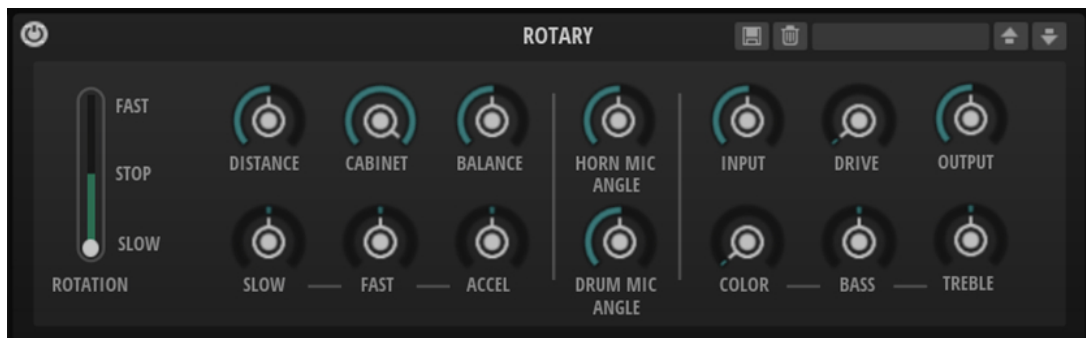 ROTARY
FAST
STOP
SLOW
ROTATION
DISTANCE
CABINET
BALANCE
SLOW
FAST
ACCEL
HORN MIC
ANGLE
DRUM MIC
ANGLE
INPUT
DRIVE
OUTPUT
COLOR
BASS
TREBLE